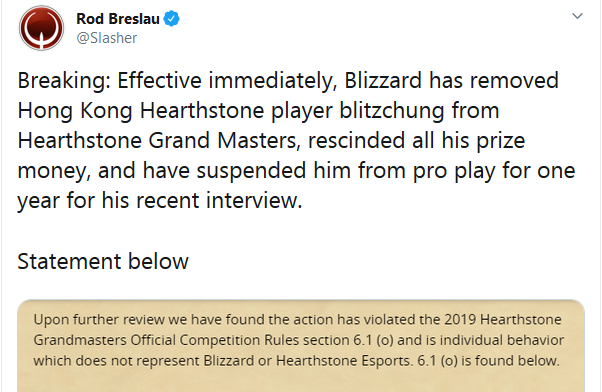 Rod Breslau
@Slasher
Breaking: Effective immediately, Blizzard has removed
Hong Kong Hearthstone player blitzchung from
Hearthstone Grand Masters, rescinded all his prize
money, and have suspended him from pro play for one
year for his recent interview.
Statement below
Upon further review we have found the action has violated the 2019 Hearthstone
Grandmasters Official Competition Rules section 6.1 (o) and is individual behavior
which does not represent Blizzard or Hearthstone Esports. 6.1 (o) is found below.